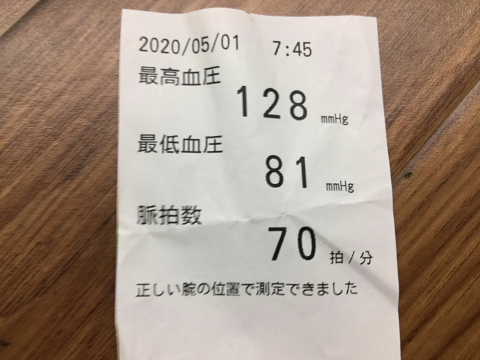 2020/05/01 7:45
最高血圧
128 mmHg
最低血圧
81 mmHg
脈拍数
70 拍/分
正しい腕の位置で測定できました